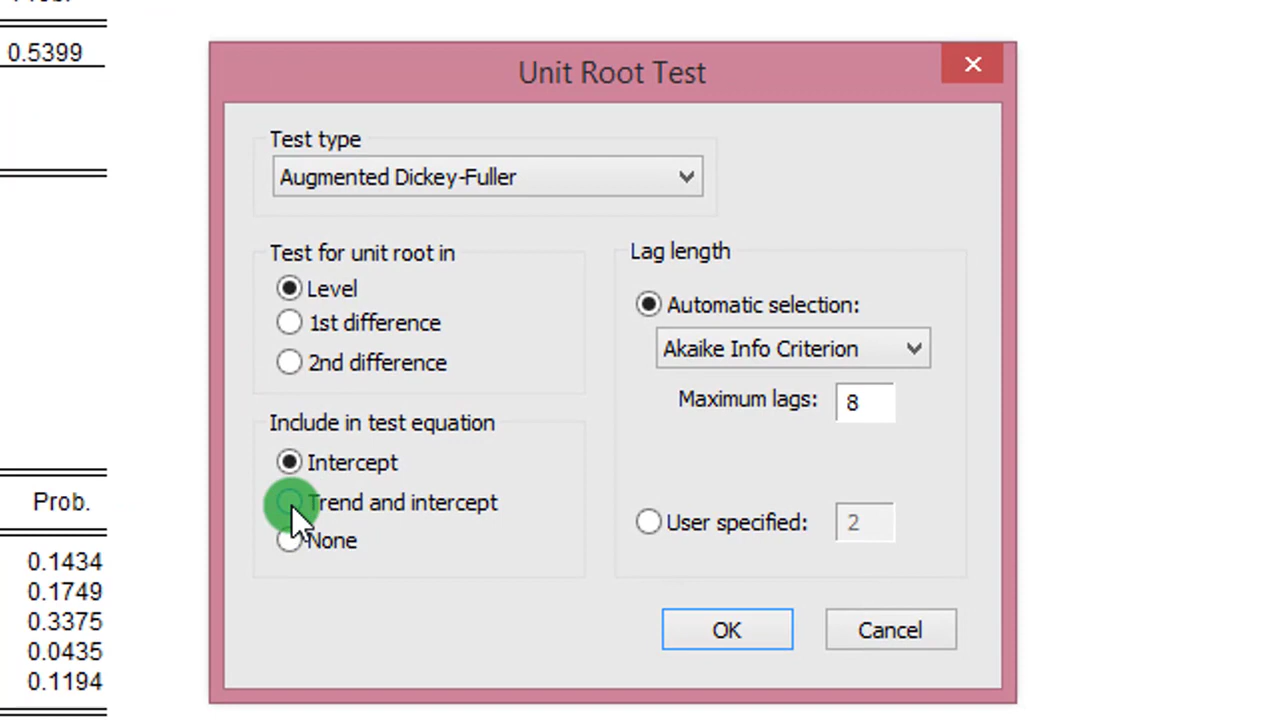 0.5399
Unit Root Test
Test type
Augmented Dickey-Fuller
Test for unit root in
Level
1st difference
2nd difference
Include in test equation
Intercept
Trend and intercept
None
Lag length
Automatic selection:
Akaike Info Criterion
Maximum lags: 8
User specified: 2
OK
Cancel
Prob.
0.1434
0.1749
0.3375
0.0435
0.1194